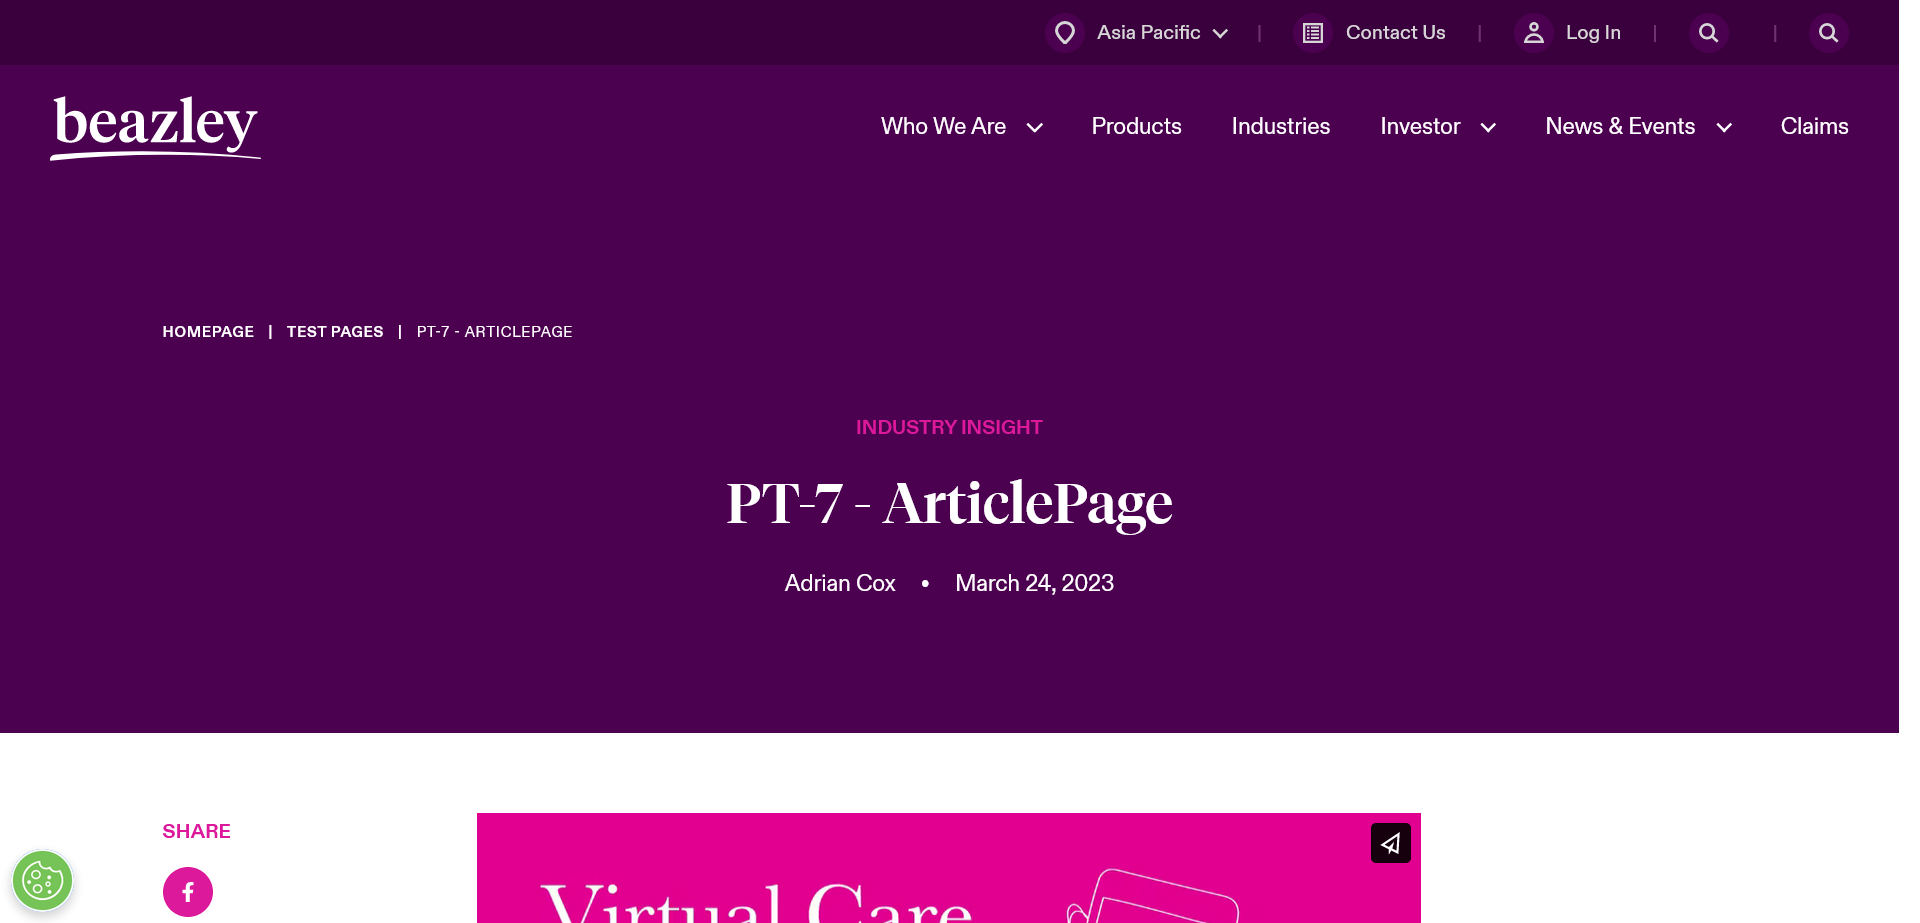 Asia Pacific | Contact Us | Log In | |
beazley
Who We Are Products Industries Investor News & Events Claims
HOMEPAGE | TEST PAGES | PT-7 - ARTICLEPAGE
INDUSTRY INSIGHT
PT-7 - ArticlePage
Adrian Cox • March 24, 2023
SHARE
Virtual Care